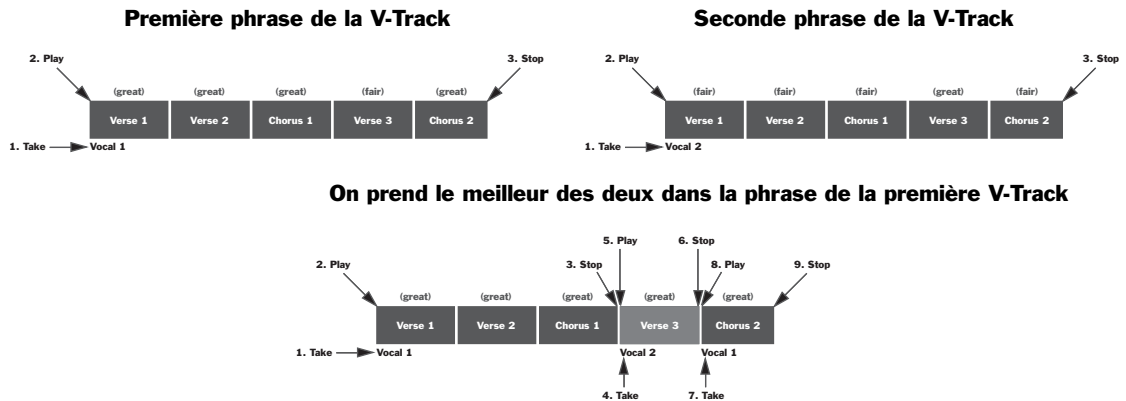 Première phrase de la V-Track
2. Play
3. Stop
(great) (great) (great) (fair) (great)
Verse 1 Verse 2 Chorus 1 Verse 3 Chorus 2
1. Take Vocal 1
Seconde phrase de la V-Track
2. Play
3. Stop
(fair) (fair) (fair) (great) (fair)
Verse 1 Verse 2 Chorus 1 Verse 3 Chorus 2
1. Take Vocal 2
On prend le meilleur des deux dans la phrase de la première V-Track
5. Play 6. Stop
2. Play 3. Stop 8. Play 9. Stop
(great) (great) (great) (great) (great)
Verse 1 Verse 2 Chorus 1 Verse 3 Chorus 2
1. Take Vocal 1 Vocal 2 Vocal 1
4. Take 7. Take